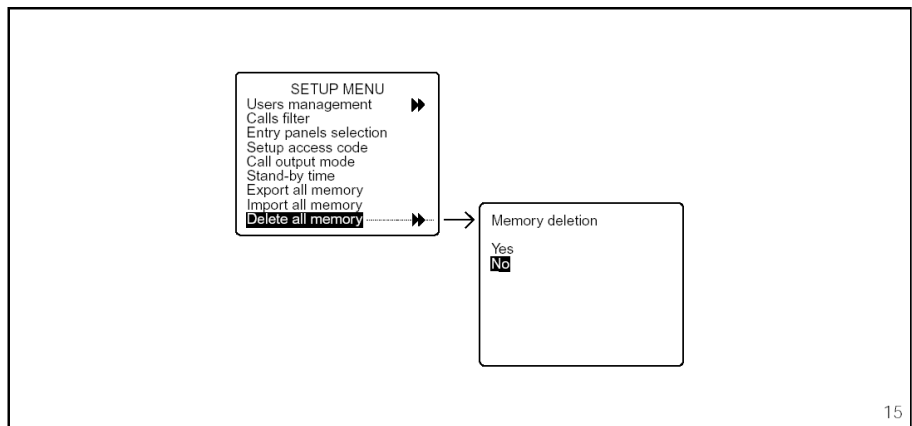 SETUP MENU
Users management
Calls filter
Entry panels selection
Setup access code
Call output mode
Stand-by time
Export all memory
Import all memory
Delete all memory
Memory deletion
Yes
No
15